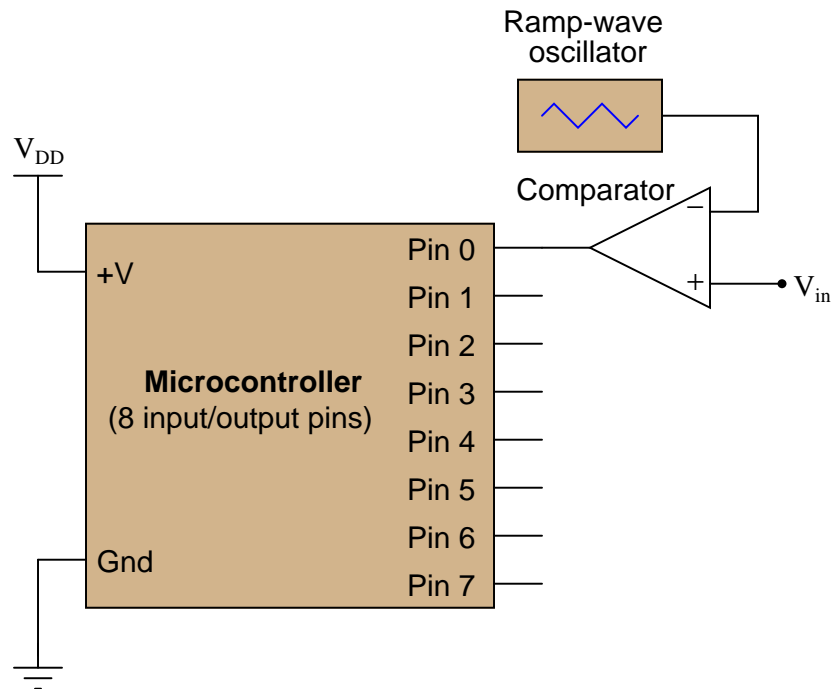 Ramp-wave
oscillator
V_DD
Comparator
−
+
V_in
+V
Pin 0
Pin 1
Pin 2
Pin 3
Microcontroller
(8 input/output pins)
Pin 4
Pin 5
Pin 6
Gnd
Pin 7